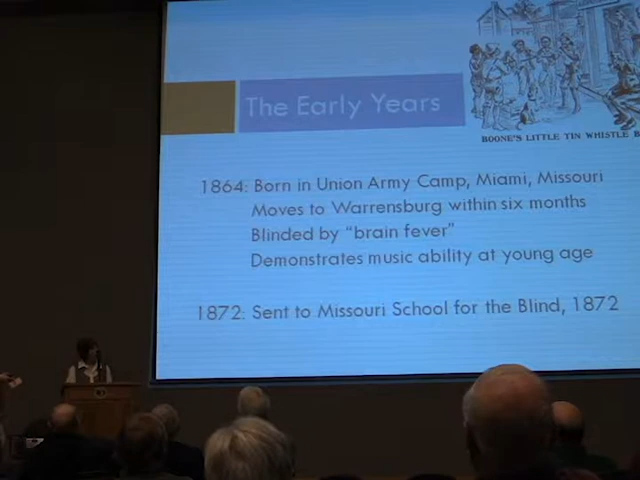 The Early Years
BOONE'S LITTLE TIN WHISTLE B
1864: Born in Union Army Camp, Miami, Missouri
Moves to Warrensburg within six months
Blinded by "brain fever"
Demonstrates music ability at young age
1872: Sent to Missouri School for the Blind, 1872